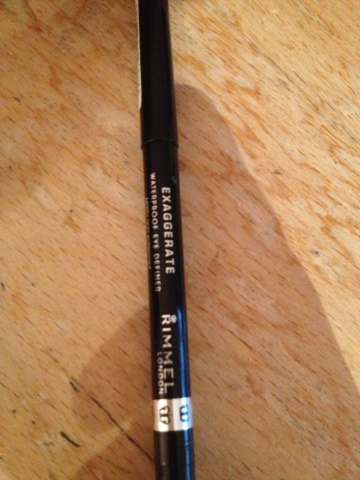 EXAGGERATE
WATERPROOF EYE DEFINER
RIMMEL
LONDON